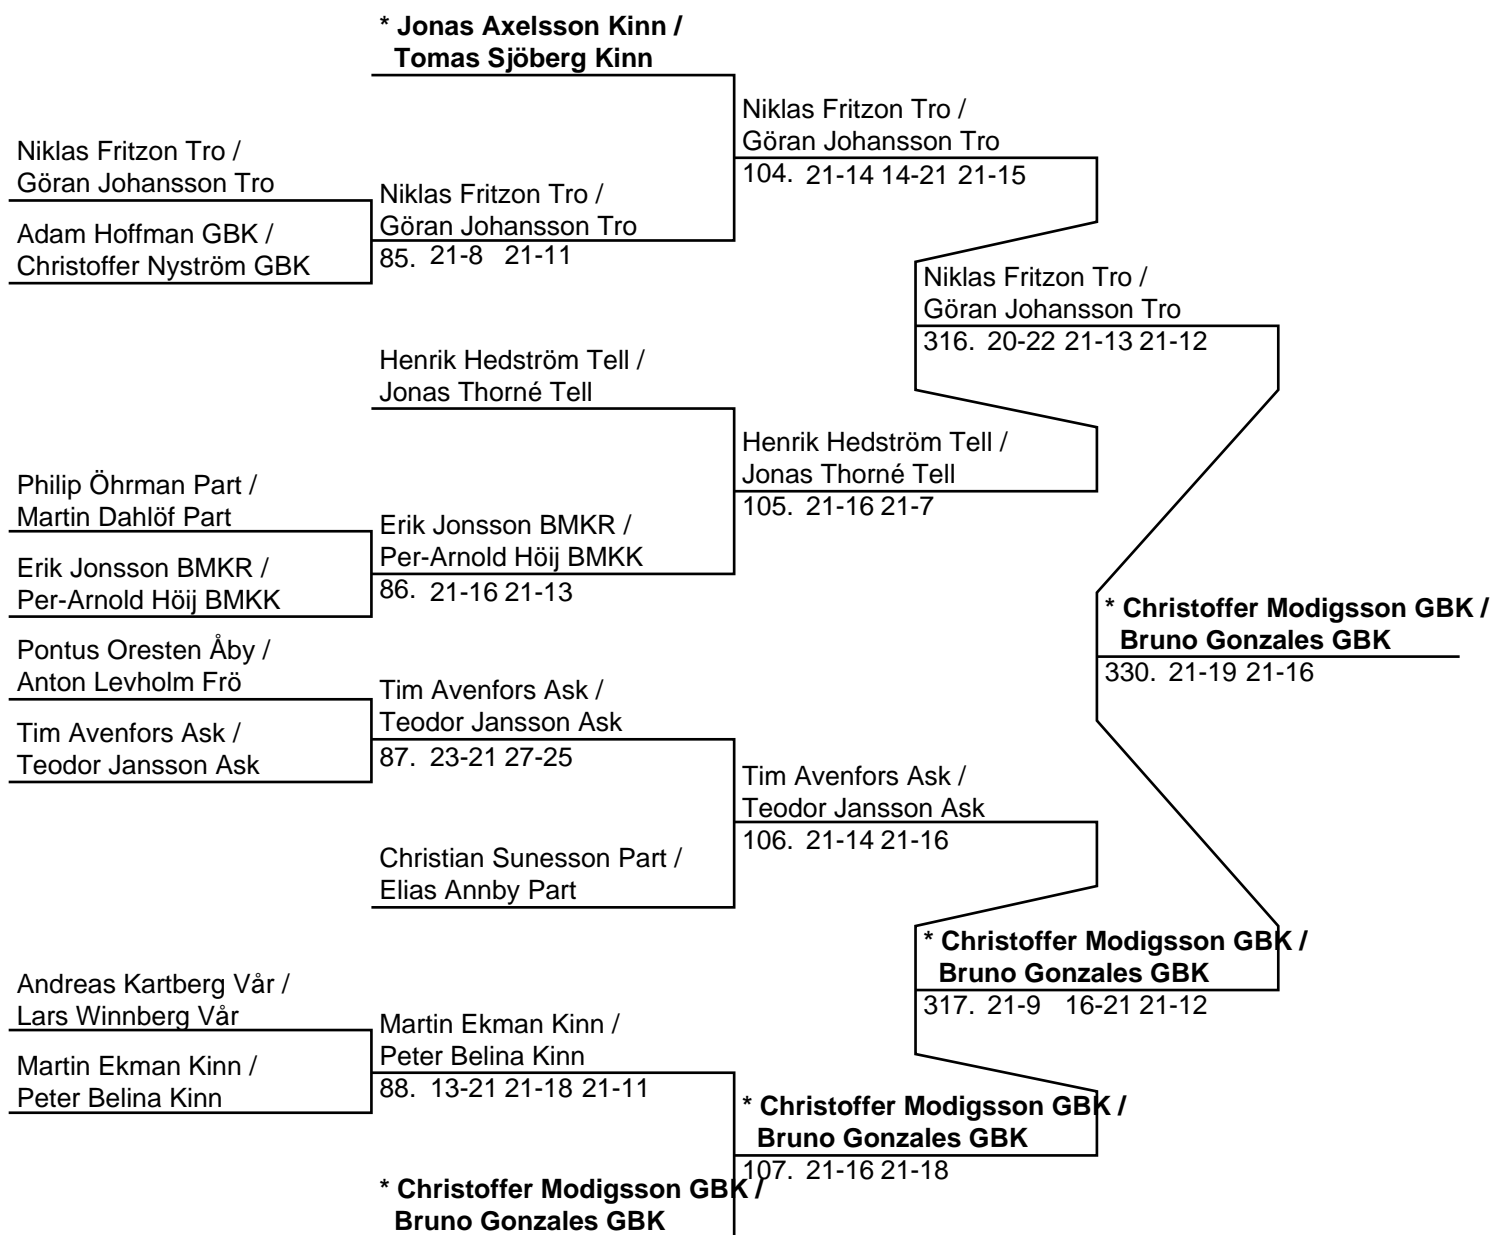 * Jonas Axelsson Kinn /
Tomas Sjöberg Kinn
Niklas Fritzon Tro /
Göran Johansson Tro
104. 21-14 14-21 21-15
Niklas Fritzon Tro /
Göran Johansson Tro
Niklas Fritzon Tro /
Göran Johansson Tro
85. 21-8 21-11
Adam Hoffman GBK /
Christoffer Nyström GBK
Niklas Fritzon Tro /
Göran Johansson Tro
316. 20-22 21-13 21-12
Henrik Hedström Tell /
Jonas Thorné Tell
Henrik Hedström Tell /
Jonas Thorné Tell
105. 21-16 21-7
Philip Öhrman Part /
Martin Dahlöf Part
Erik Jonsson BMKR /
Per-Arnold Höij BMKK
86. 21-16 21-13
Erik Jonsson BMKR /
Per-Arnold Höij BMKK
* Christoffer Modigsson GBK /
Bruno Gonzales GBK
330. 21-19 21-16
Pontus Oresten Åby /
Anton Levholm Frö
Tim Avenfors Ask /
Teodor Jansson Ask
87. 23-21 27-25
Tim Avenfors Ask /
Teodor Jansson Ask
Tim Avenfors Ask /
Teodor Jansson Ask
106. 21-14 21-16
Christian Sunesson Part /
Elias Annby Part
* Christoffer Modigsson GBK /
Bruno Gonzales GBK
317. 21-9 16-21 21-12
Andreas Kartberg Vår /
Lars Winnberg Vår
Martin Ekman Kinn /
Peter Belina Kinn
88. 13-21 21-18 21-11
Martin Ekman Kinn /
Peter Belina Kinn
* Christoffer Modigsson GBK /
Bruno Gonzales GBK
107. 21-16 21-18
* Christoffer Modigsson GBK /
Bruno Gonzales GBK